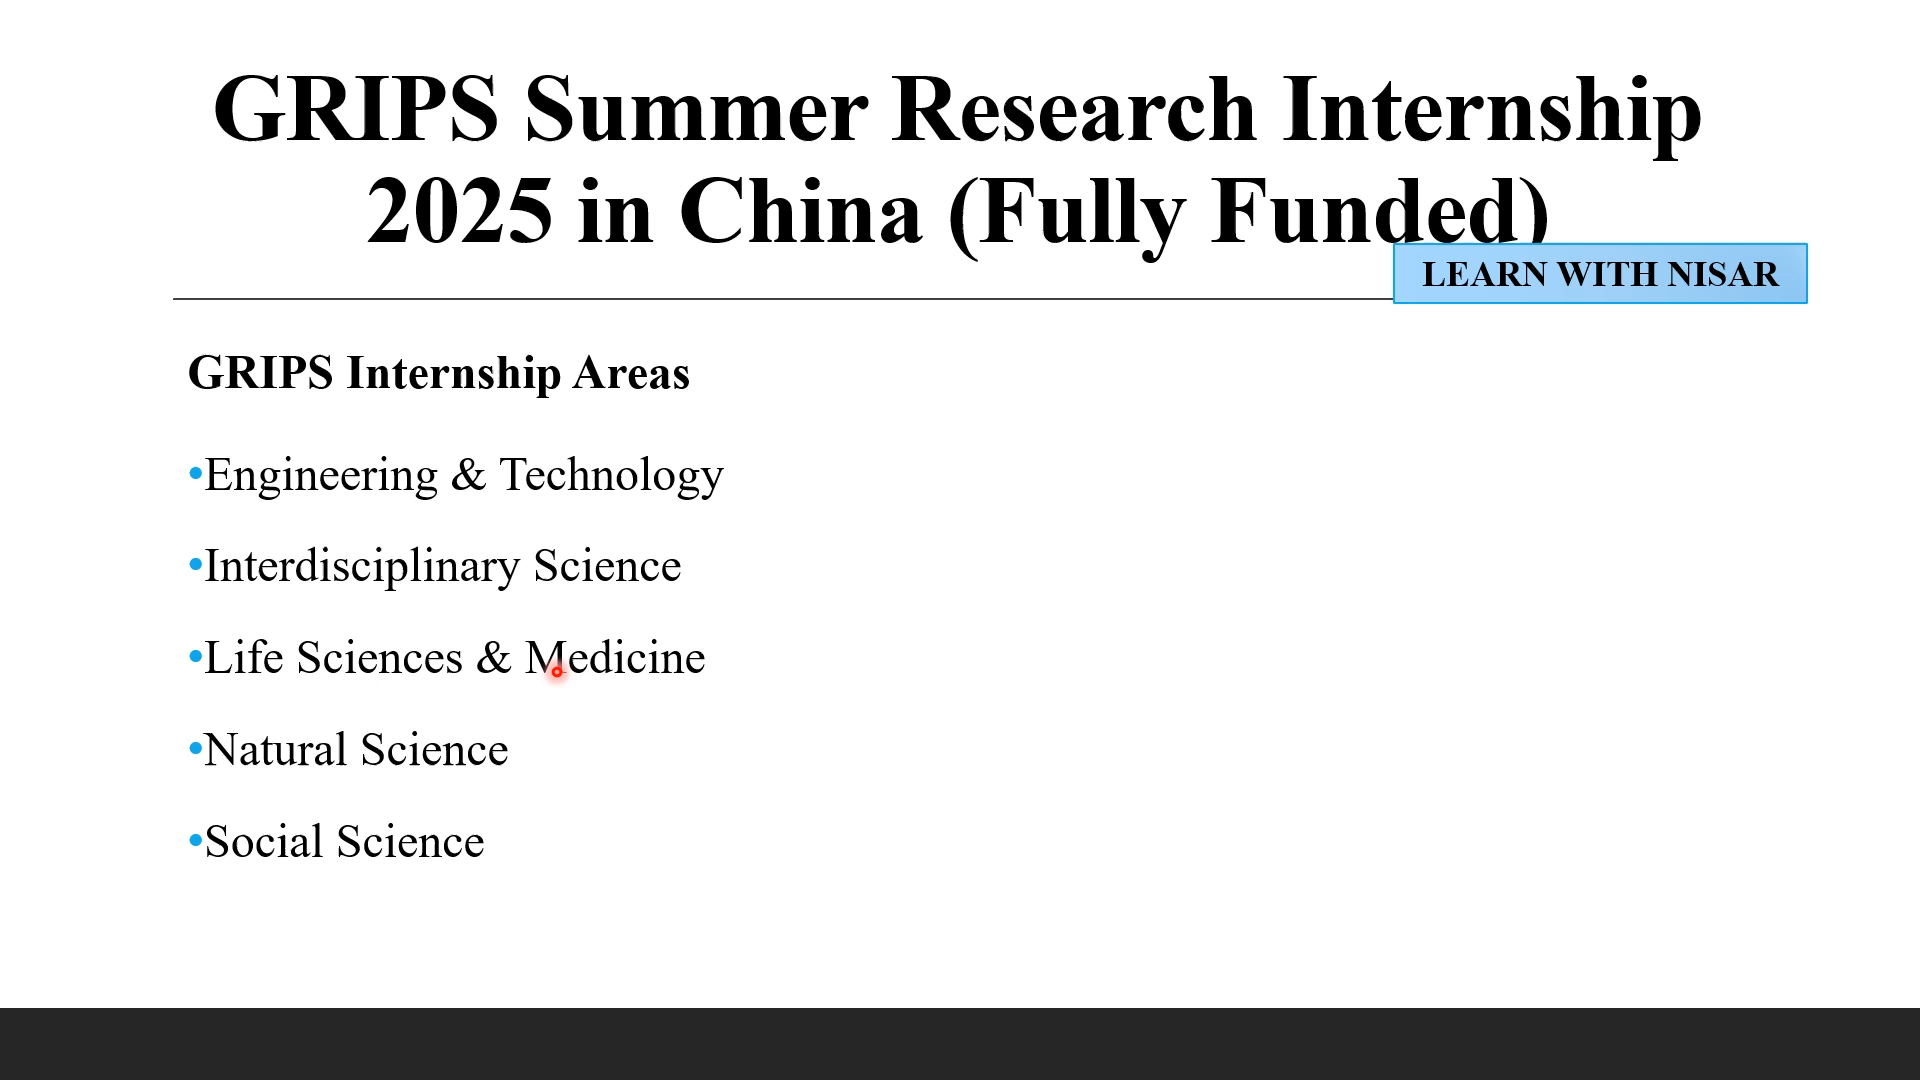 GRIPS Summer Research Internship
2025 in China (Fully Funded)
LEARN WITH NISAR
GRIPS Internship Areas
•Engineering & Technology
•Interdisciplinary Science
•Life Sciences & Medicine
•Natural Science
•Social Science